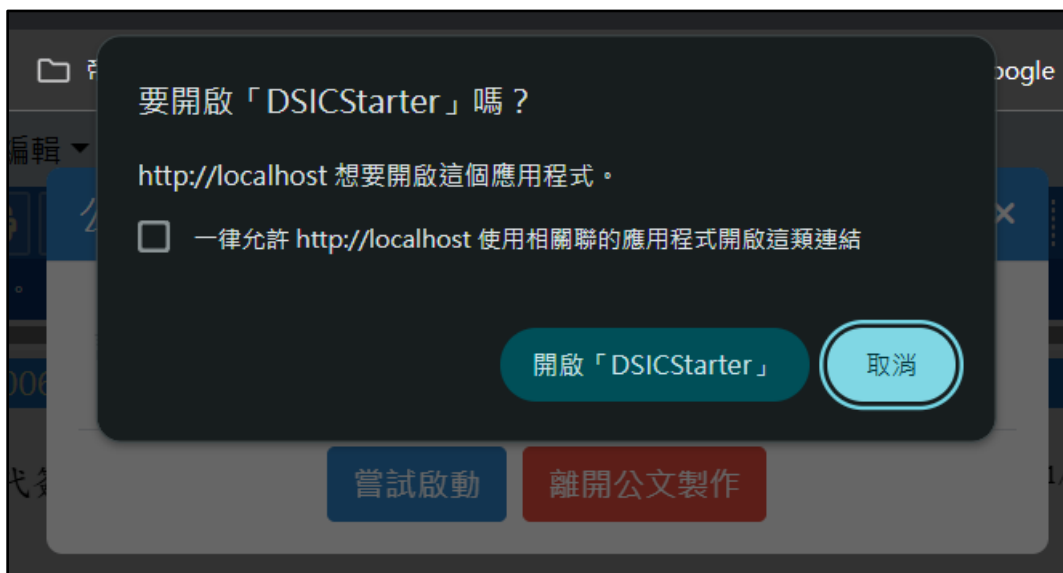 oogle
編輯
要開啟「DSICStarter」嗎？
http://localhost 想要開啟這個應用程式。
一律允許 http://localhost 使用相關聯的應用程式開啟這類連結
開啟「DSICStarter」 取消
006
嘗試啟動 離開公文製作